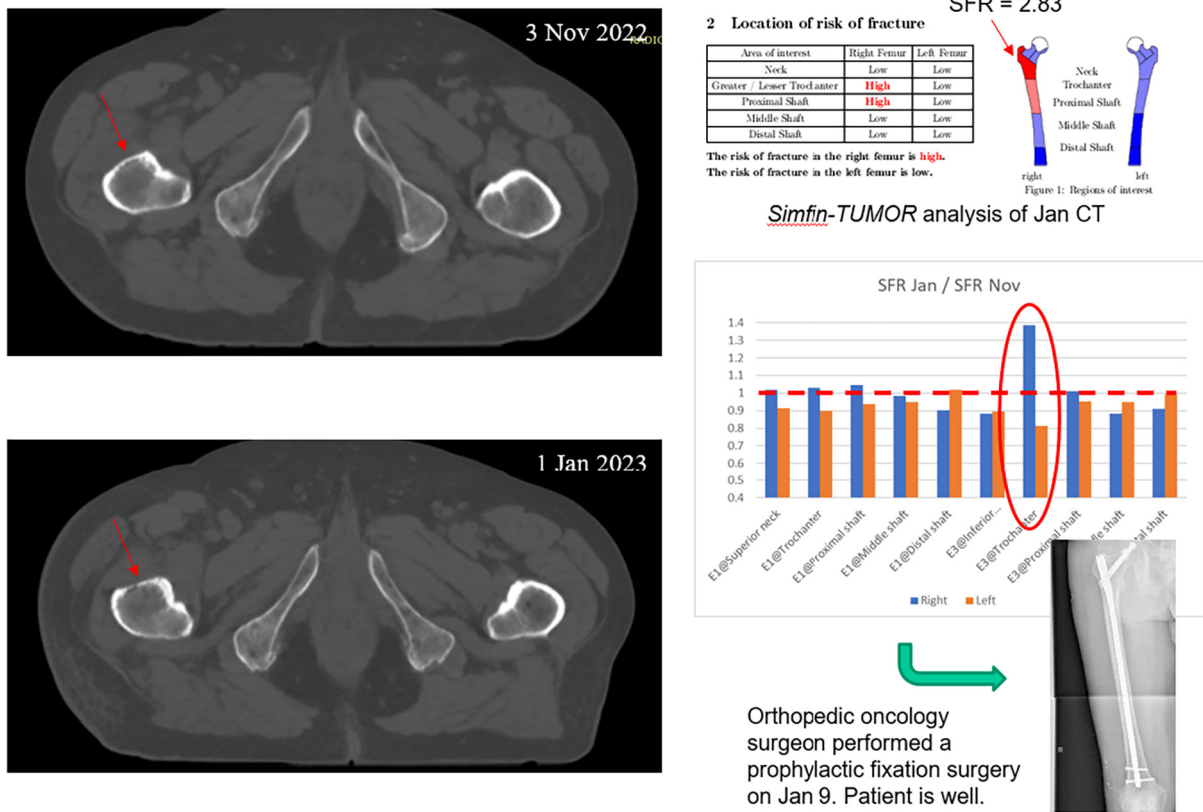 3 Nov 2022
RADIO
1 Jan 2023
SFR = 2.83
2 Location of risk of fracture
Area of interest Right Femur Left Femur
Neck Low Low
Greater / Lesser Trochanter High Low
Proximal Shaft High Low
Middle Shaft Low Low
Distal Shaft Low Low
The risk of fracture in the right femur is high.
The risk of fracture in the left femur is low.
Neck
Trochanter
Proximal Shaft
Middle Shaft
Distal Shaft
right left
Figure 1: Regions of interest
Simfin-TUMOR analysis of Jan CT
SFR Jan / SFR Nov
1.4
1.3
1.2
1.1
1
0.9
0.8
0.7
0.6
0.5
0.4
E1@Superior neck
E1@Trochanter
E1@Proximal shaft
E1@Middle shaft
E1@Distal shaft
E3@Inferior...
E3@Trochanter
E3@Proximal shaft
shaft
shaft
Right Left
R
Orthopedic oncology
surgeon performed a
prophylactic fixation surgery
on Jan 9. Patient is well.